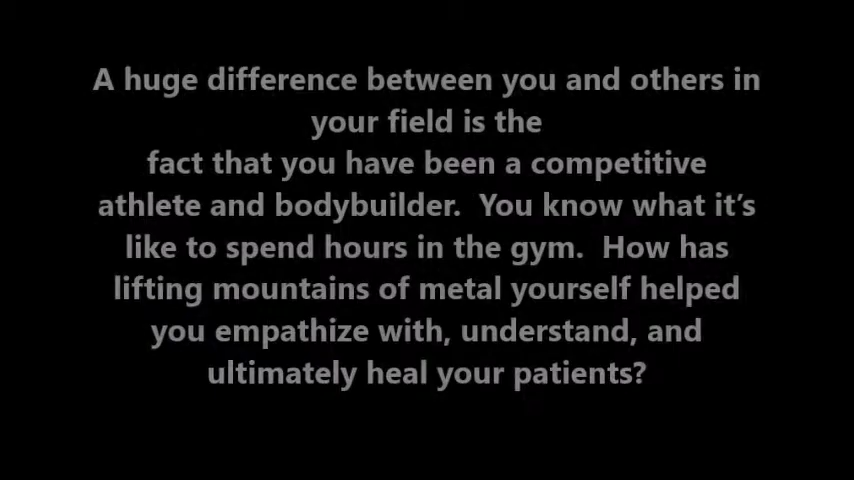 A huge difference between you and others in
your field is the
fact that you have been a competitive
athlete and bodybuilder.  You know what it’s
like to spend hours in the gym.  How has
lifting mountains of metal yourself helped
you empathize with, understand, and
ultimately heal your patients?